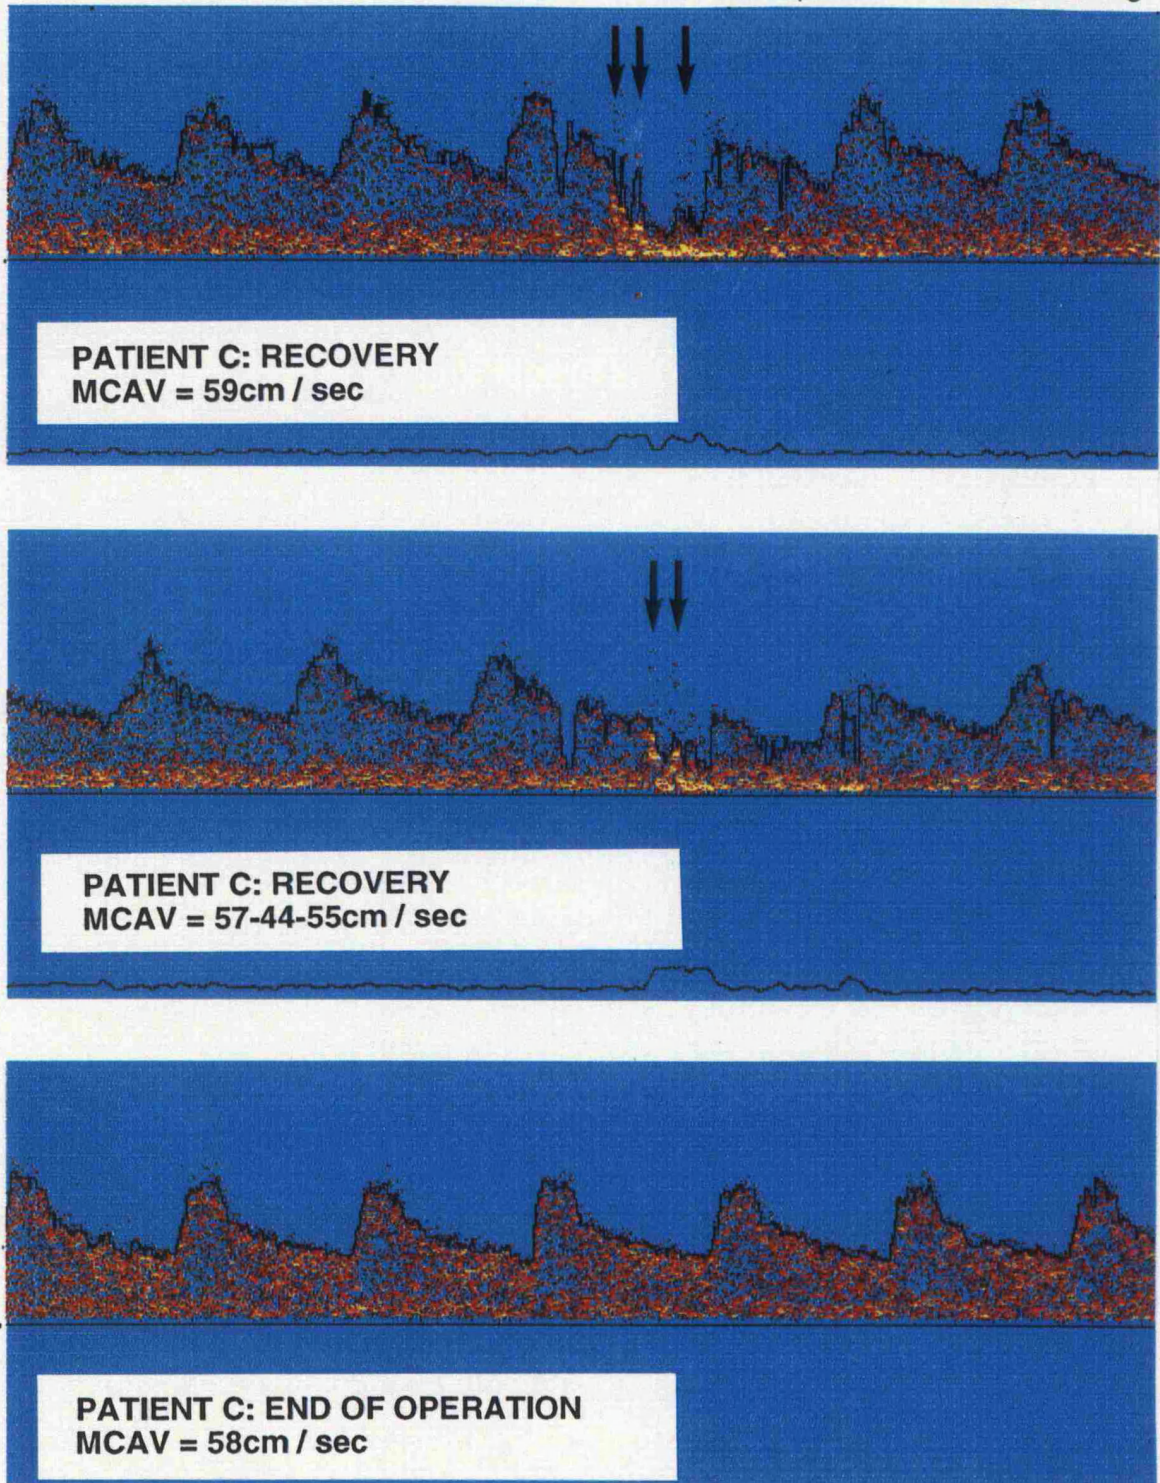 PATIENT C: RECOVERY
MCAV = 59cm / sec
PATIENT C: RECOVERY
MCAV = 57-44-55cm / sec
PATIENT C: END OF OPERATION
MCAV = 58cm / sec